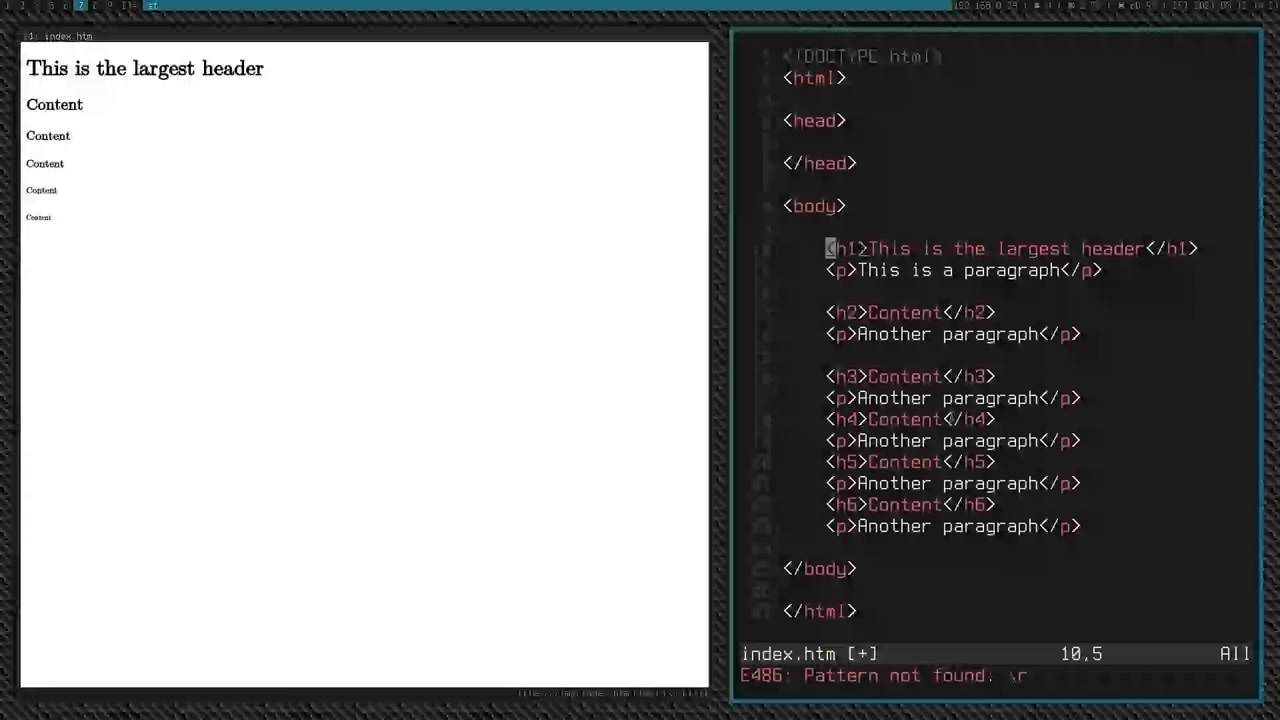 index.htm
This is the largest header
Content
Content
Content
Content
Content
<!DOCTYPE html>
<html>
<head>
</head>
<body>
<h1>This is the largest header</h1>
<p>This is a paragraph</p>
<h2>Content</h2>
<p>Another paragraph</p>
<h3>Content</h3>
<p>Another paragraph</p>
<h4>Content</h4>
<p>Another paragraph</p>
<h5>Content</h5>
<p>Another paragraph</p>
<h6>Content</h6>
<p>Another paragraph</p>
</body>
</html>
index.htm [+] 10,5 All
E486: Pattern not found: \r